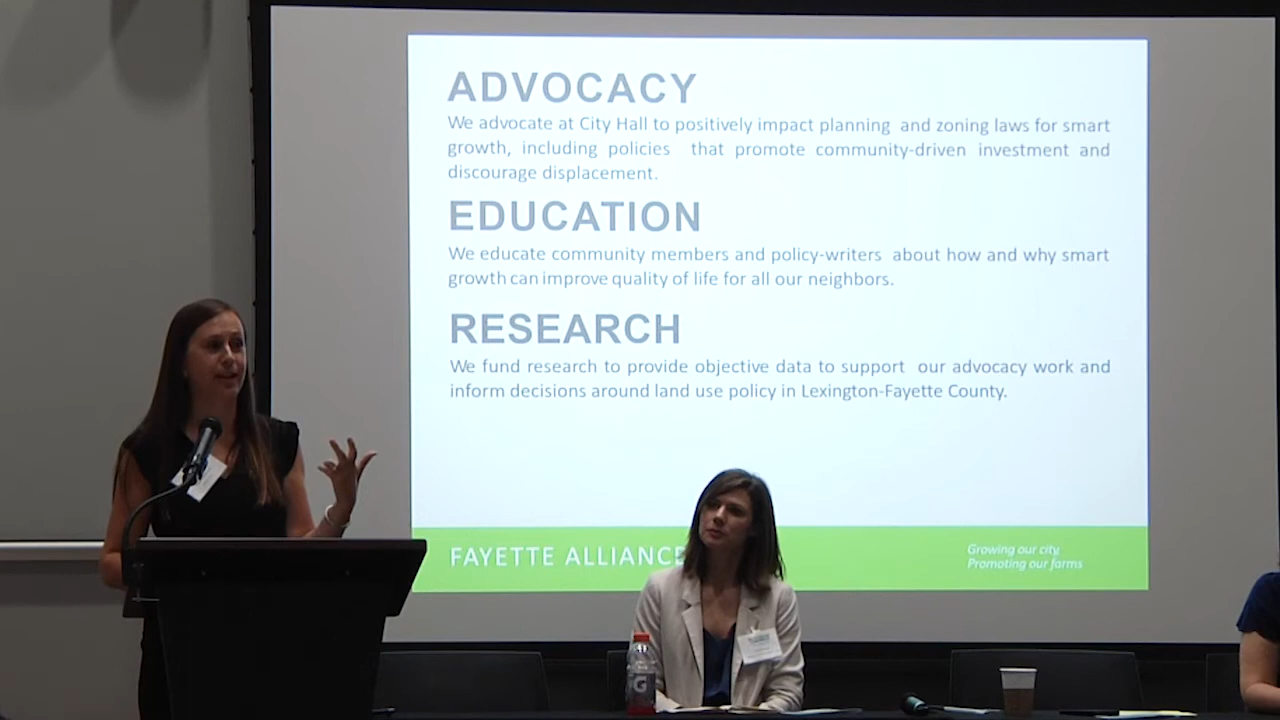 ADVOCACY
We advocate at City Hall to positively impact planning and zoning laws for smart
growth, including policies that promote community-driven investment and
discourage displacement.
EDUCATION
We educate community members and policy-writers about how and why smart
growth can improve quality of life for all our neighbors.
RESEARCH
We fund research to provide objective data to support our advocacy work and
inform decisions around land use policy in Lexington-Fayette County.
FAYETTE ALLIANCE
Growing our city,
Promoting our farms
G